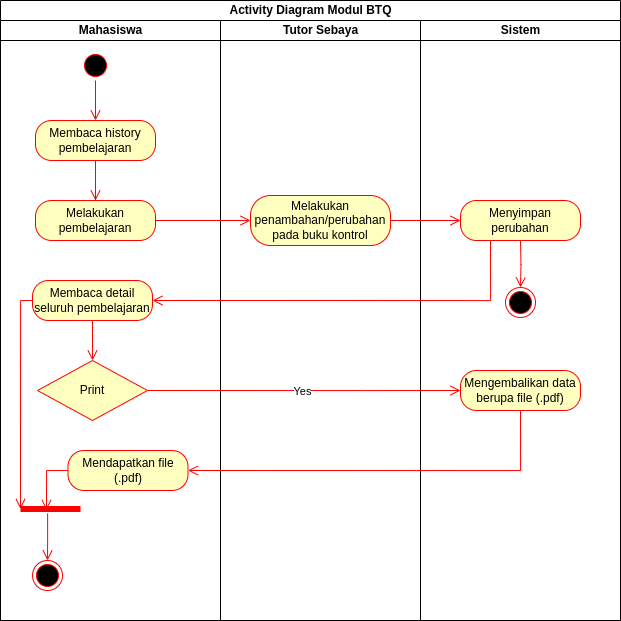 Activity Diagram Modul BTQ
Mahasiswa
Tutor Sebaya
Sistem
Membaca history
pembelajaran
Melakukan
pembelajaran
Melakukan
penambahan/perubahan
pada buku kontrol
Menyimpan
perubahan
Membaca detail
seluruh pembelajaran
Print
Yes
Mengembalikan data
berupa file (.pdf)
Mendapatkan file
(.pdf)